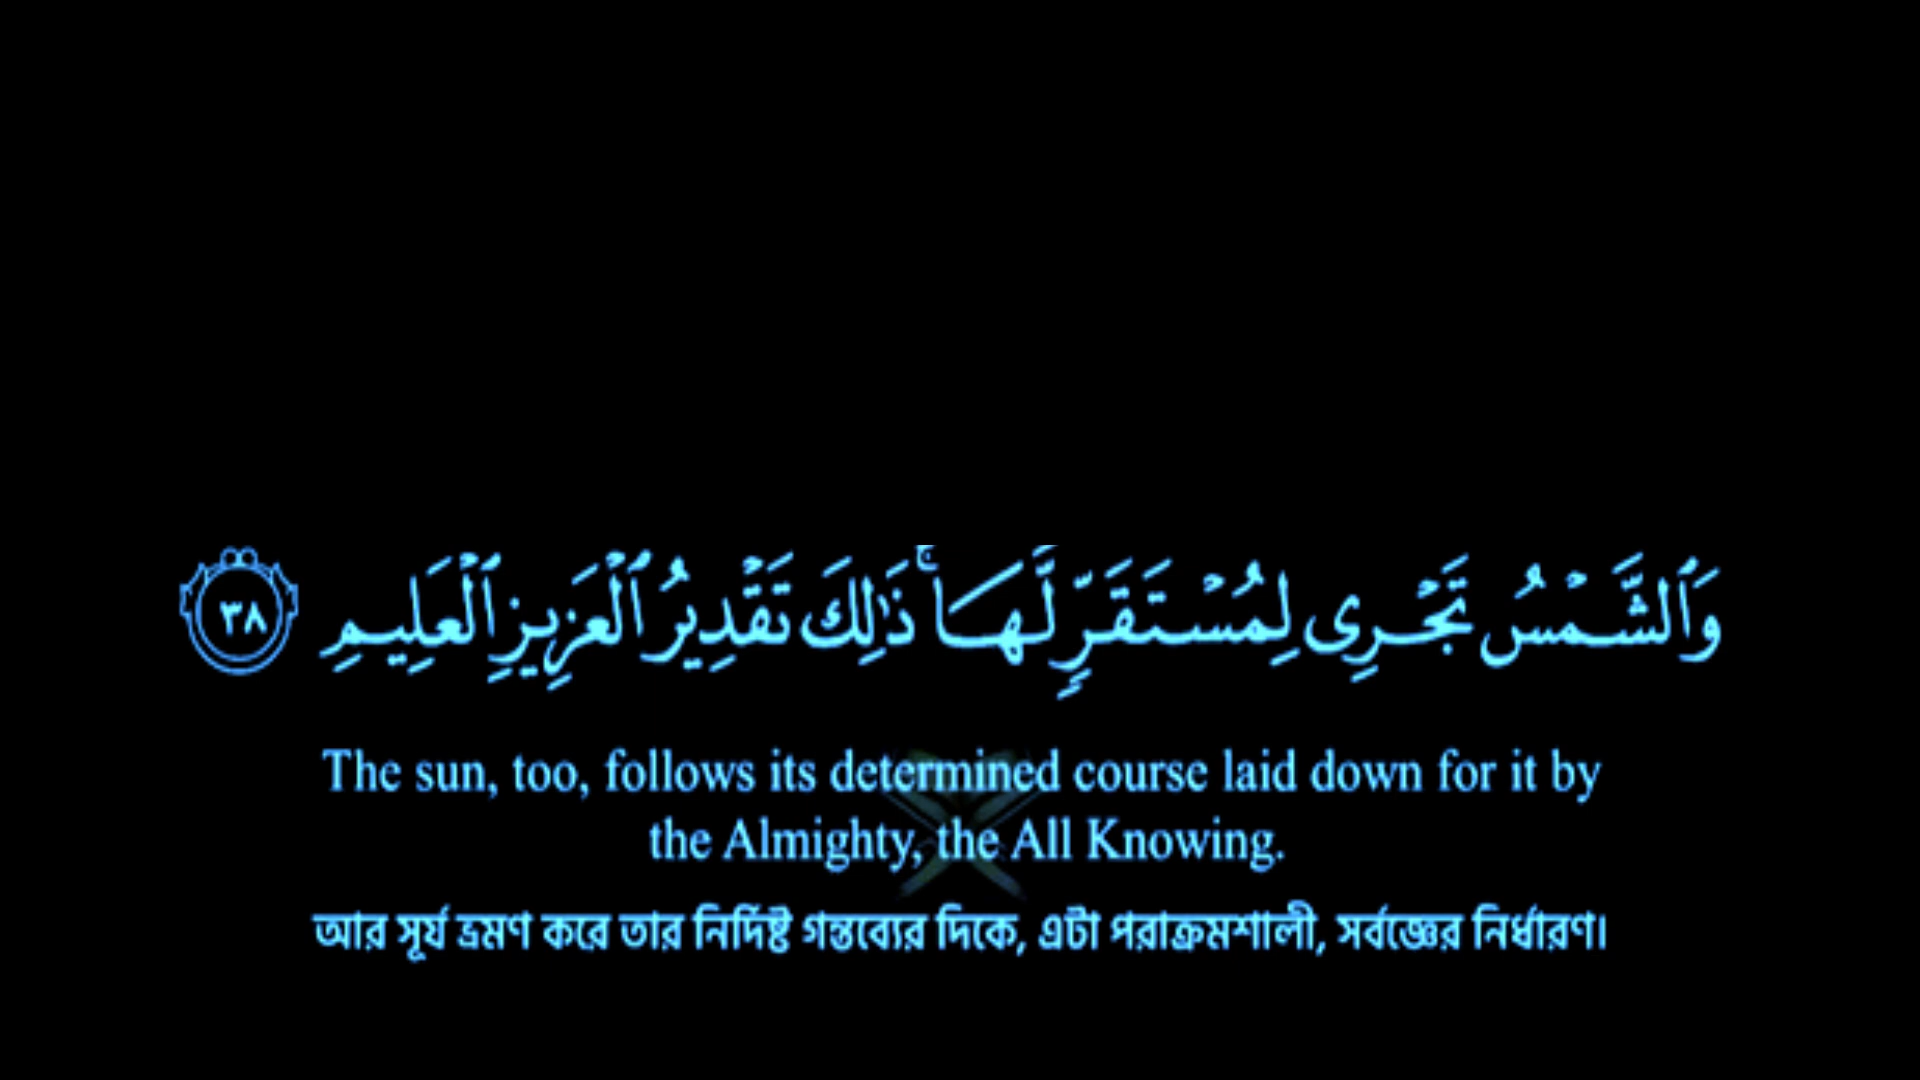 وَٱلشَّمْسُ تَجْرِى لِمُسْتَقَرٍّ لَّهَا ۚ ذَٰلِكَ تَقْدِيرُ ٱلْعَزِيزِ ٱلْعَلِيمِ ٣٨
The sun, too, follows its determined course laid down for it by
the Almighty, the All Knowing.
আর সূর্য ভ্রমণ করে তার নির্দিষ্ট গন্তব্যের দিকে, এটা পরাক্রমশালী, সর্বজ্ঞের নির্ধারণ।